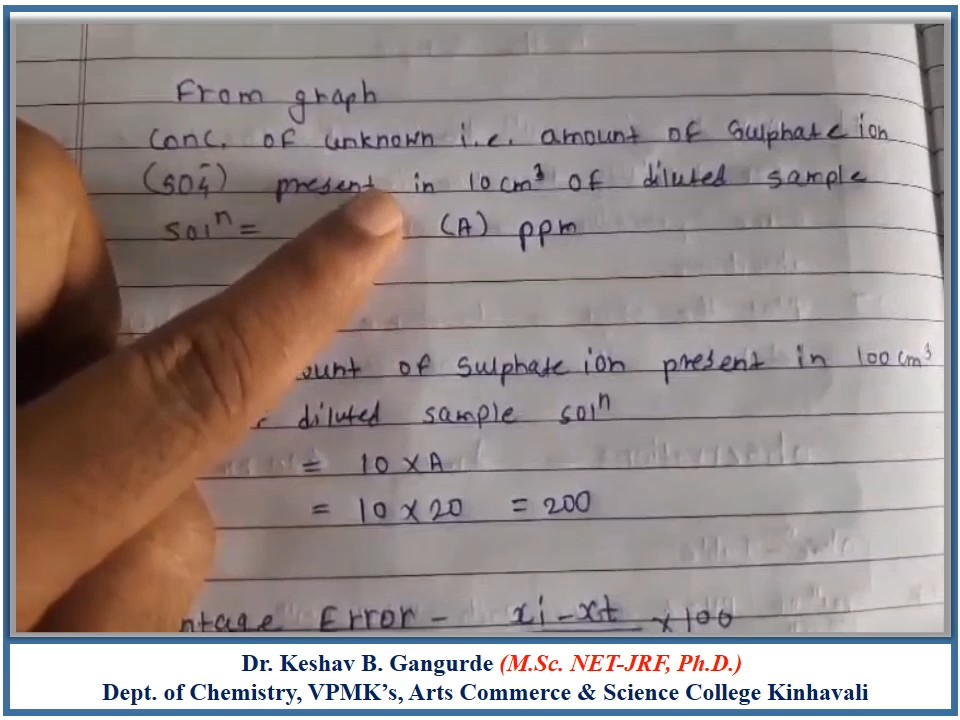 From graph
conc. of unknown i.e. amount of Sulphate ion
(SO4̄) present in 10 cm³ of diluted sample
Solⁿ = (A) ppm
ount of Sulphate ion present in 100 cm³
diluted sample solⁿ
= 10 × A
= 10 × 20 = 200
ntage Error - xi-xt × 100
Dr. Keshav B. Gangurde (M.Sc. NET-JRF, Ph.D.)
Dept. of Chemistry, VPMK's, Arts Commerce & Science College Kinhavali